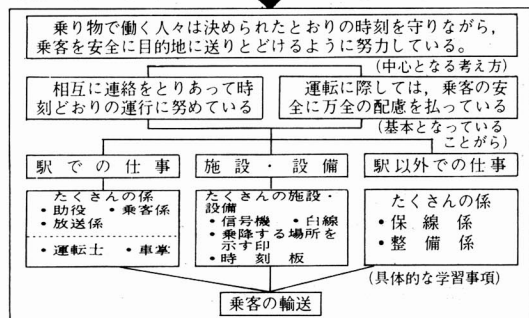 乗り物で働く人々は決められたとおりの時刻を守りながら，
乗客を安全に目的地に送りとどけるように努力している。
(中心となる考え方)
相互に連絡をとりあって時
刻どおりの運行に努めている
運転に際しては，乗客の安
全に万全の配慮を払っている
(基本となっている
ことがら)
駅での仕事
施設・設備
駅以外での仕事
たくさんの係
・助役 ・乗客係
・放送係
・運転士 ・車掌
たくさんの施設・
設備
・信号機 ・白線
・乗降する場所を
示す印
・時刻板
たくさんの係
・保線係
・整備係
(具体的な学習事項)
乗客の輸送